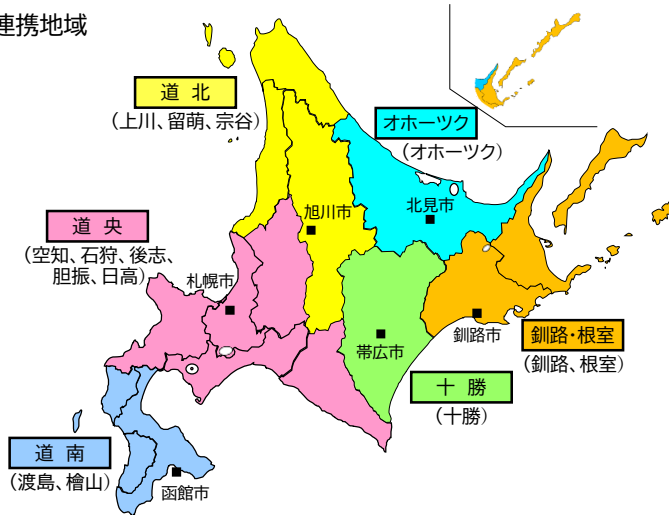 連携地域
道 北
(上川、留萌、宗谷)
オホーツク
(オホーツク)
旭川市
北見市
道 央
(空知、石狩、後志、
胆振、日高)
札幌市
釧路市
釧路・根室
(釧路、根室)
帯広市
十 勝
(十勝)
道 南
(渡島、檜山)
函館市